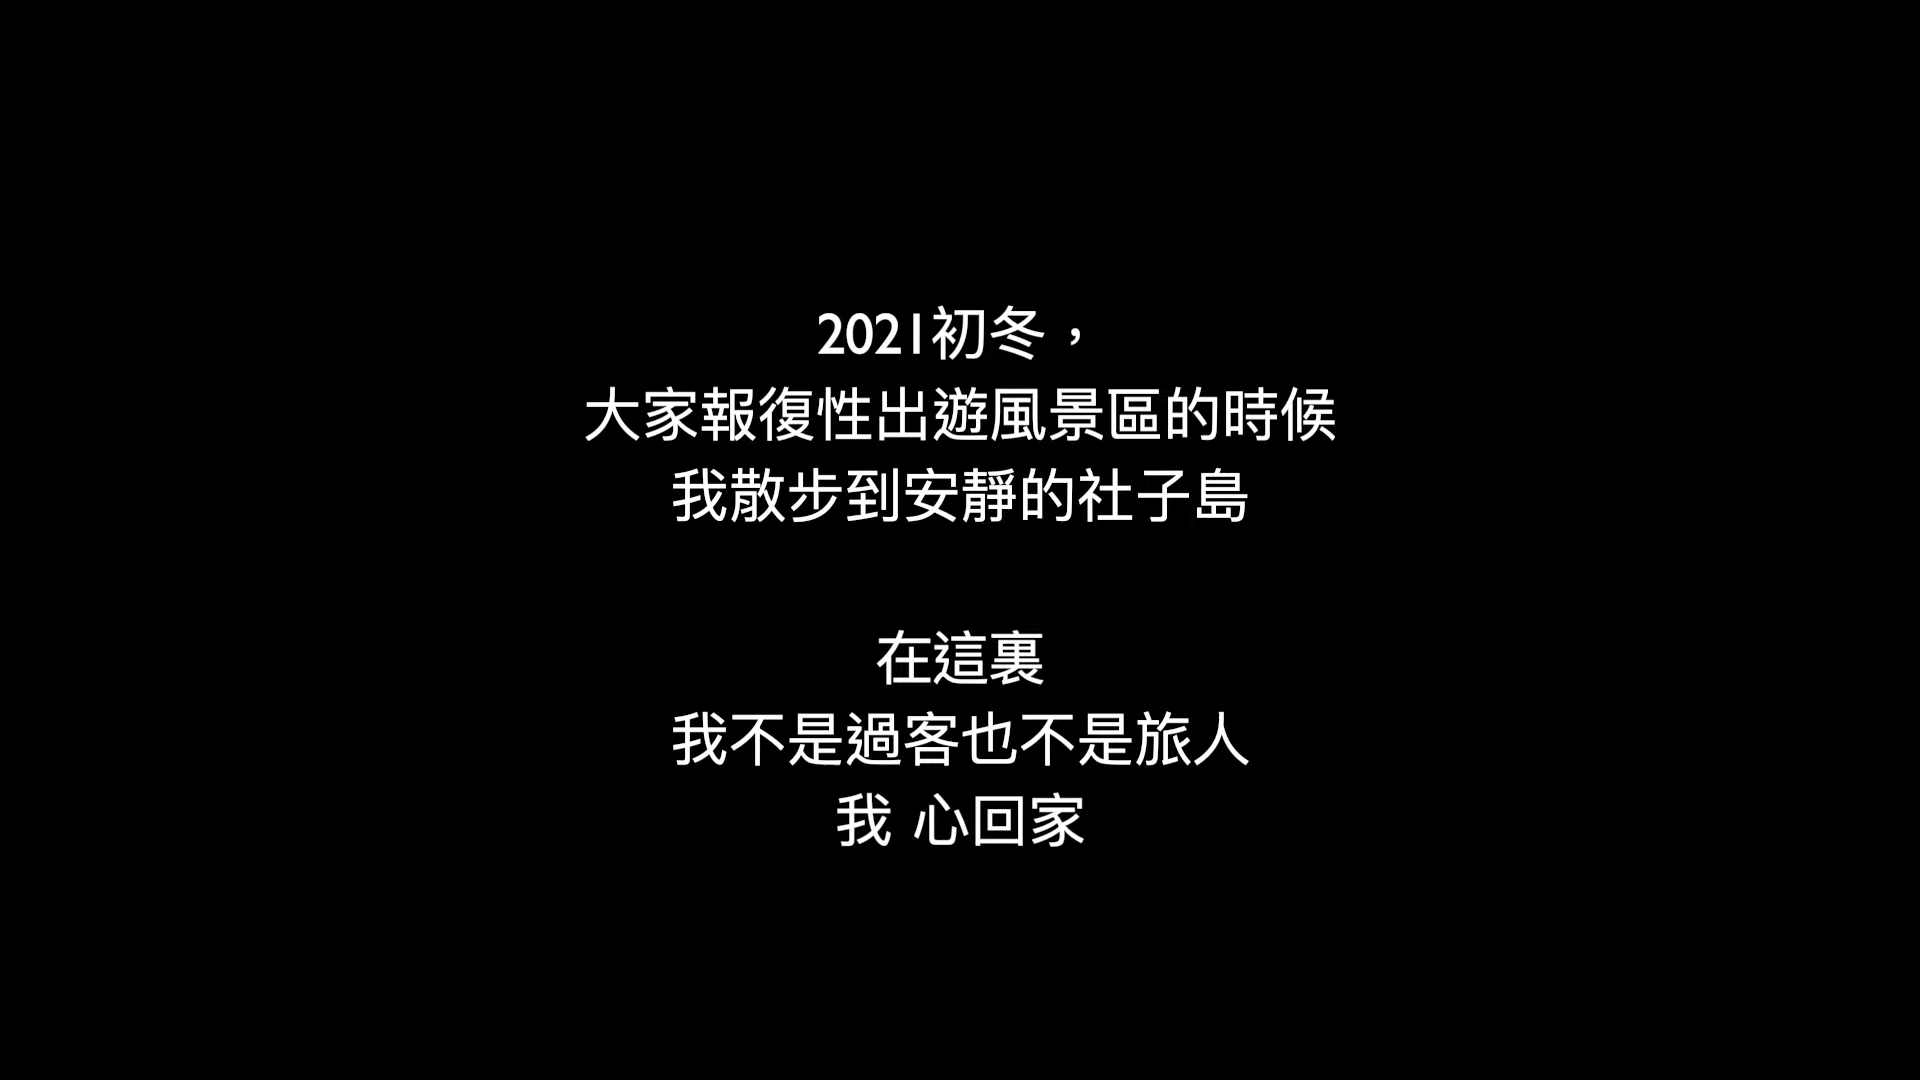 2021初冬，
大家報復性出遊風景區的時候
我散步到安靜的社子島
在這裏
我不是過客也不是旅人
我 心回家